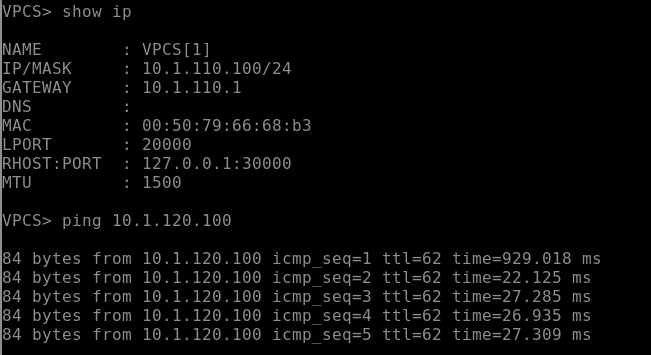 VPCS> show ip
NAME        : VPCS[1]
IP/MASK     : 10.1.110.100/24
GATEWAY     : 10.1.110.1
DNS         :
MAC         : 00:50:79:66:68:b3
LPORT       : 20000
RHOST:PORT  : 127.0.0.1:30000
MTU         : 1500
VPCS> ping 10.1.120.100
84 bytes from 10.1.120.100 icmp_seq=1 ttl=62 time=929.018 ms
84 bytes from 10.1.120.100 icmp_seq=2 ttl=62 time=22.125 ms
84 bytes from 10.1.120.100 icmp_seq=3 ttl=62 time=27.285 ms
84 bytes from 10.1.120.100 icmp_seq=4 ttl=62 time=26.935 ms
84 bytes from 10.1.120.100 icmp_seq=5 ttl=62 time=27.309 ms